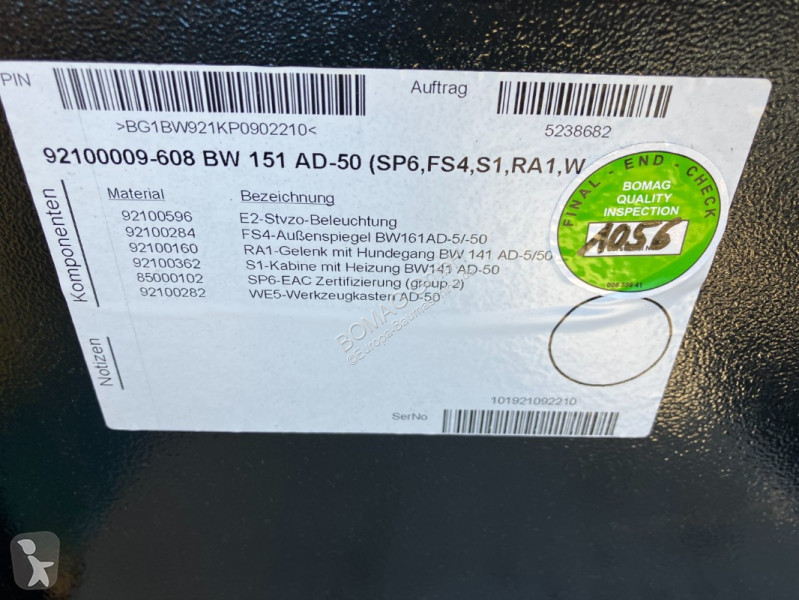 PIN
Auftrag
>BG1BW921KP0902210<
5238682
92100009-608 BW 151 AD-50 (SP6,FS4,S1,RA1,W
Komponenten
Material Bezeichnung
92100596 E2-Stvzo-Beleuchtung
92100284 FS4-Außenspiegel BW161AD-5/-50
92100160 RA1-Gelenk mit Hundegang BW 141 AD-5/50
92100362 S1-Kabine mit Heizung BW141 AD-50
85000102 SP6-EAC Zertifizierung (group 2)
92100282 WE5-Werkzeugkasten AD-50
Notizen
FINAL - END - CHECK
BOMAG
QUALITY
INSPECTION
A056
101921092210
SerNo